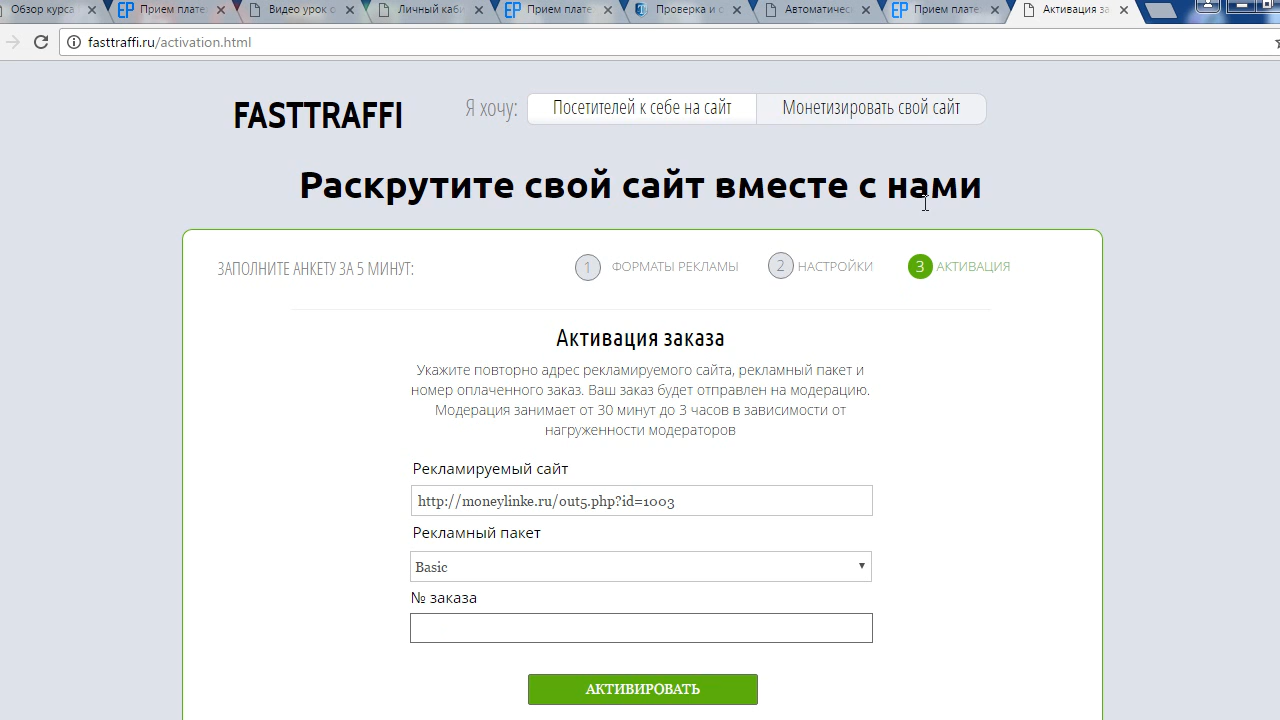 Обзор курса
EP Прием плате
Видео урок о
Личный каби
EP Прием плате
Проверка и о
Автоматичес
EP Прием плате
Активация за
fasttraffi.ru/activation.html
FASTTRAFFI
Я хочу: Посетителей к себе на сайт Монетизировать свой сайт
Раскрутите свой сайт вместе с нами
ЗАПОЛНИТЕ АНКЕТУ ЗА 5 МИНУТ: 1 ФОРМАТЫ РЕКЛАМЫ 2 НАСТРОЙКИ 3 АКТИВАЦИЯ
Активация заказа
Укажите повторно адрес рекламируемого сайта, рекламный пакет и
номер оплаченного заказ. Ваш заказ будет отправлен на модерацию.
Модерация занимает от 30 минут до 3 часов в зависимости от
нагруженности модераторов
Рекламируемый сайт
http://moneylinke.ru/out5.php?id=1003
Рекламный пакет
Basic
№ заказа
АКТИВИРОВАТЬ